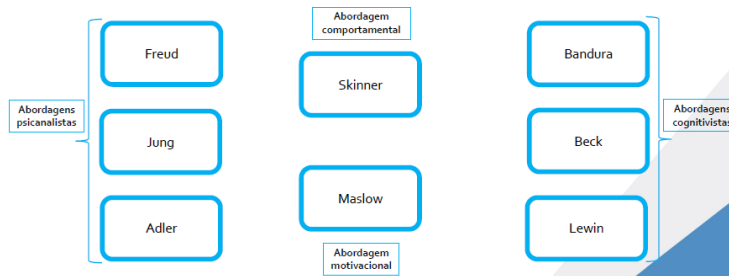 Abordagens
psicanalistas
Freud
Jung
Adler
Abordagem
comportamental
Skinner
Maslow
Abordagem
motivacional
Bandura
Beck
Lewin
Abordagens
cognitivistas